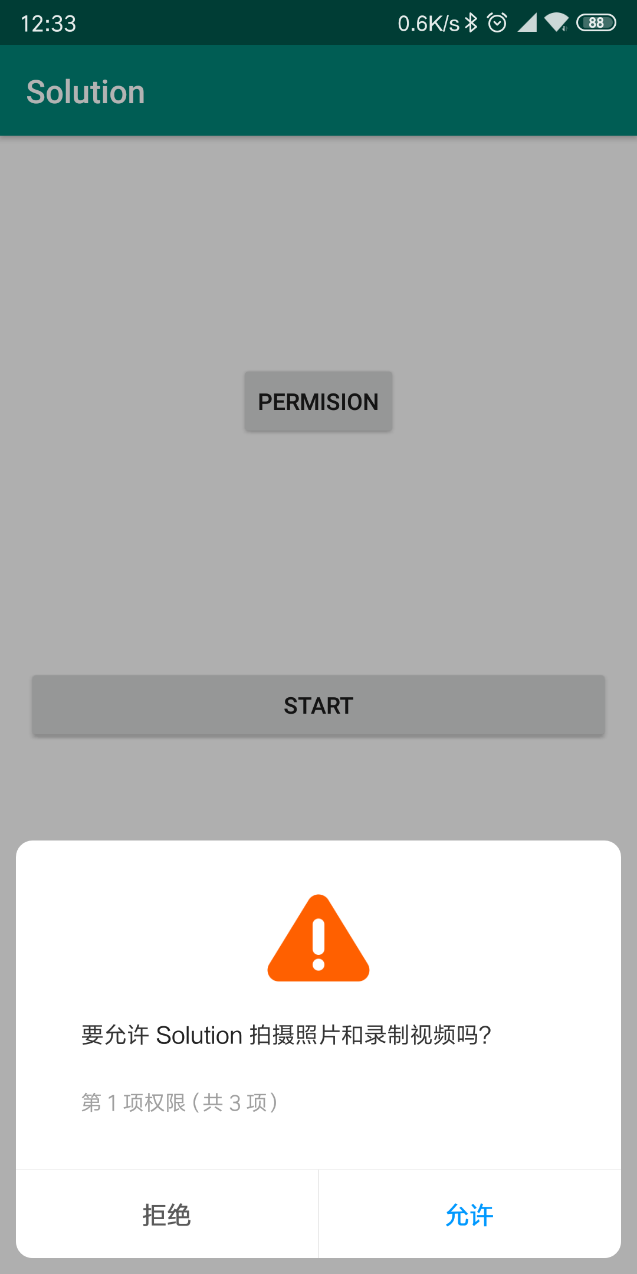 12:33 0.6K/s 88
Solution
PERMISION
START
要允许 Solution 拍摄照片和录制视频吗?
第 1 项权限 (共 3 项)
拒绝 允许